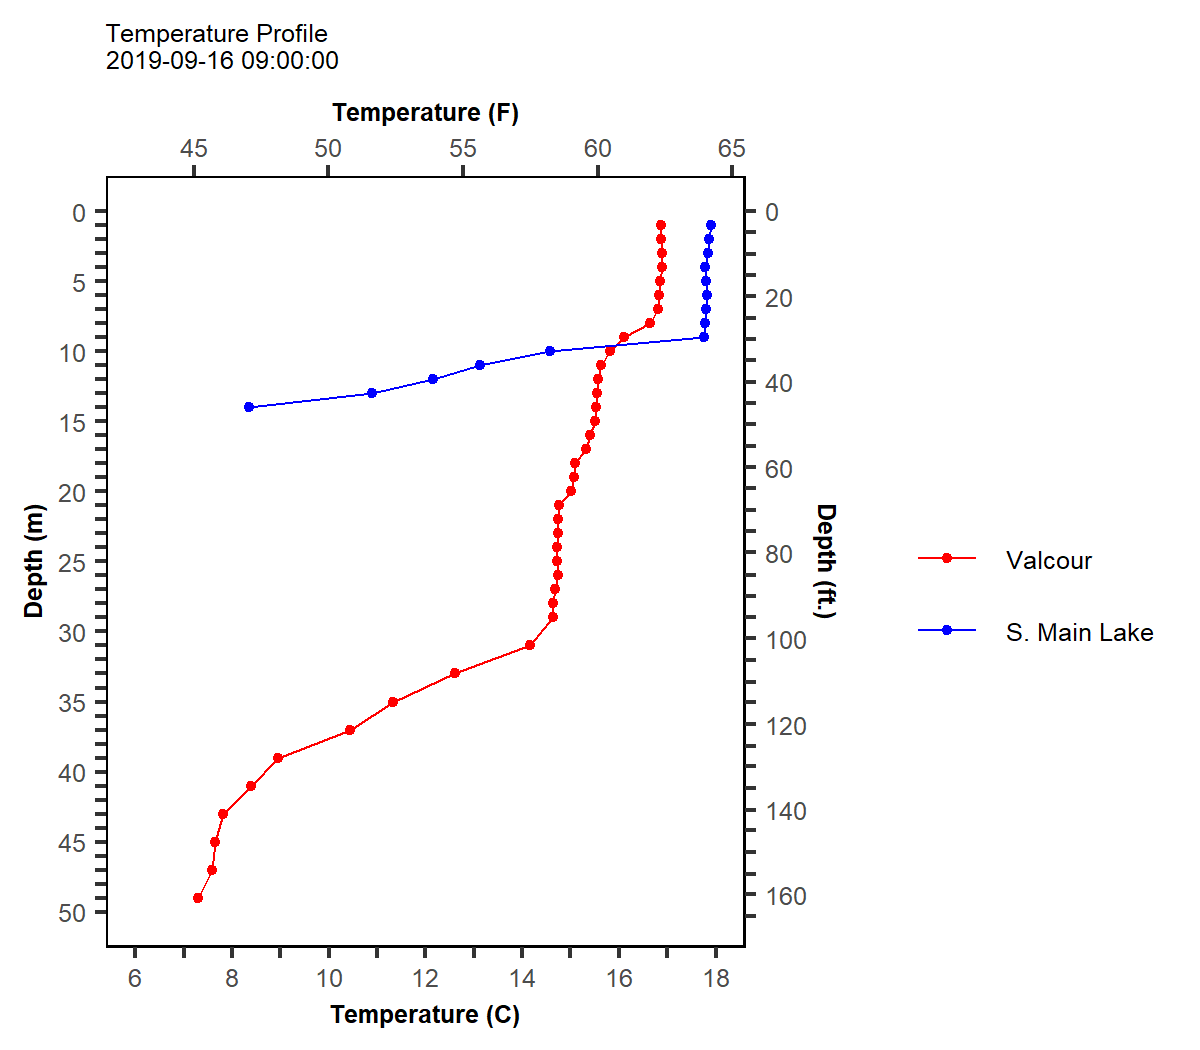 Temperature Profile
2019-09-16 09:00:00
Temperature (F)
45 50 55 60 65
0 0
5
20
10
40
15
60
20
Depth (m) Depth (ft.)
25
80
30
100
35
120
40
140
45
160
50
6 8 10 12 14 16 18
Temperature (C)
Valcour
S. Main Lake